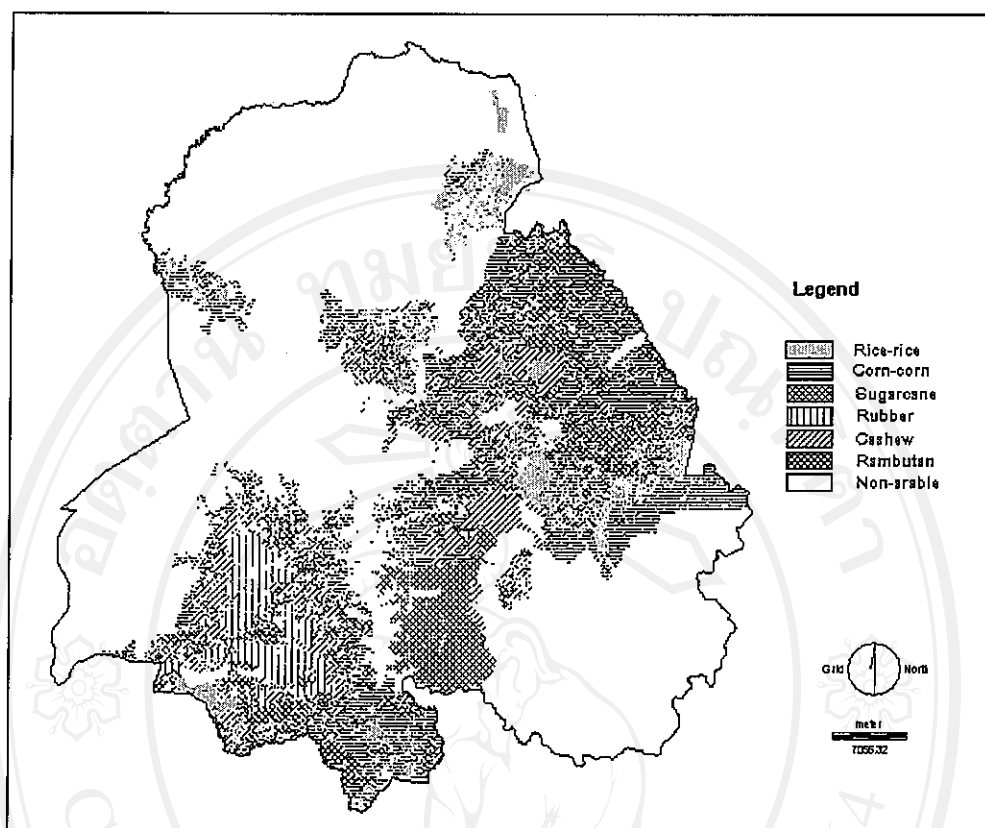 Legend
Rice-rice
Corn-corn
Sugarcane
Rubber
Cashew
Rambutan
Non-arable
Grid North
meter